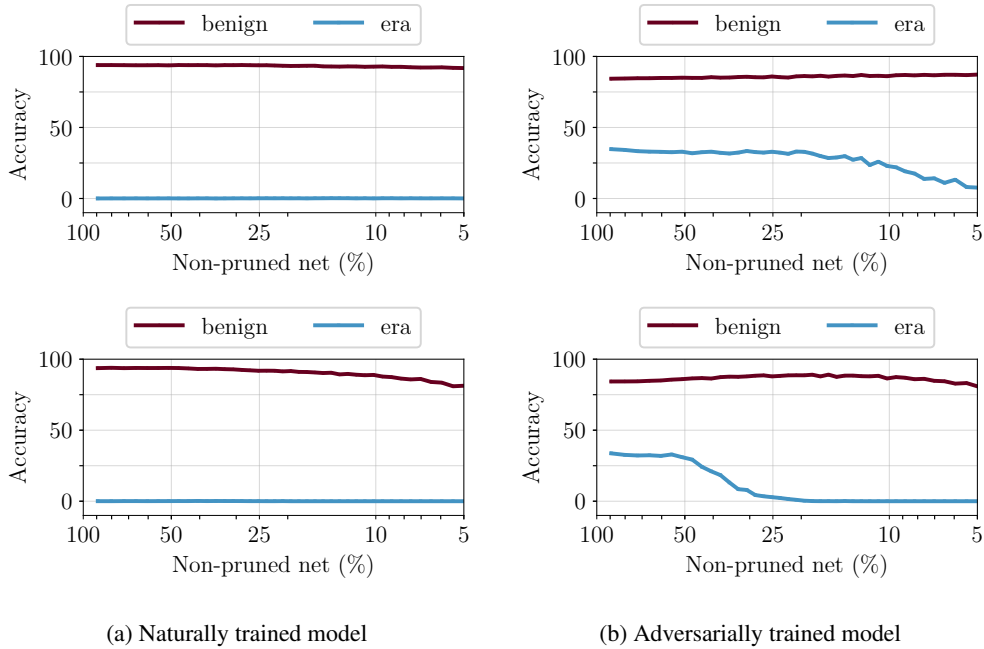 benign era
100
50
0
Accuracy
100 50 25 10 5
Non-pruned net (%)
benign era
100
50
0
Accuracy
100 50 25 10 5
Non-pruned net (%)
benign era
100
50
0
Accuracy
100 50 25 10 5
Non-pruned net (%)
benign era
100
50
0
Accuracy
100 50 25 10 5
Non-pruned net (%)
(a) Naturally trained model
(b) Adversarially trained model